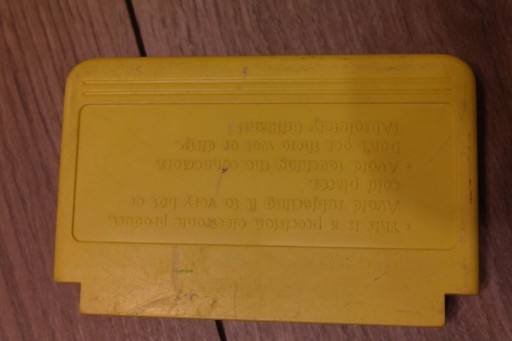 • This is a precision electronic product,
Avoid subjecting it to very hot or
cold places.
• Avoid touching the connectors.
Don't get them wet or dirty.
(Absolutely